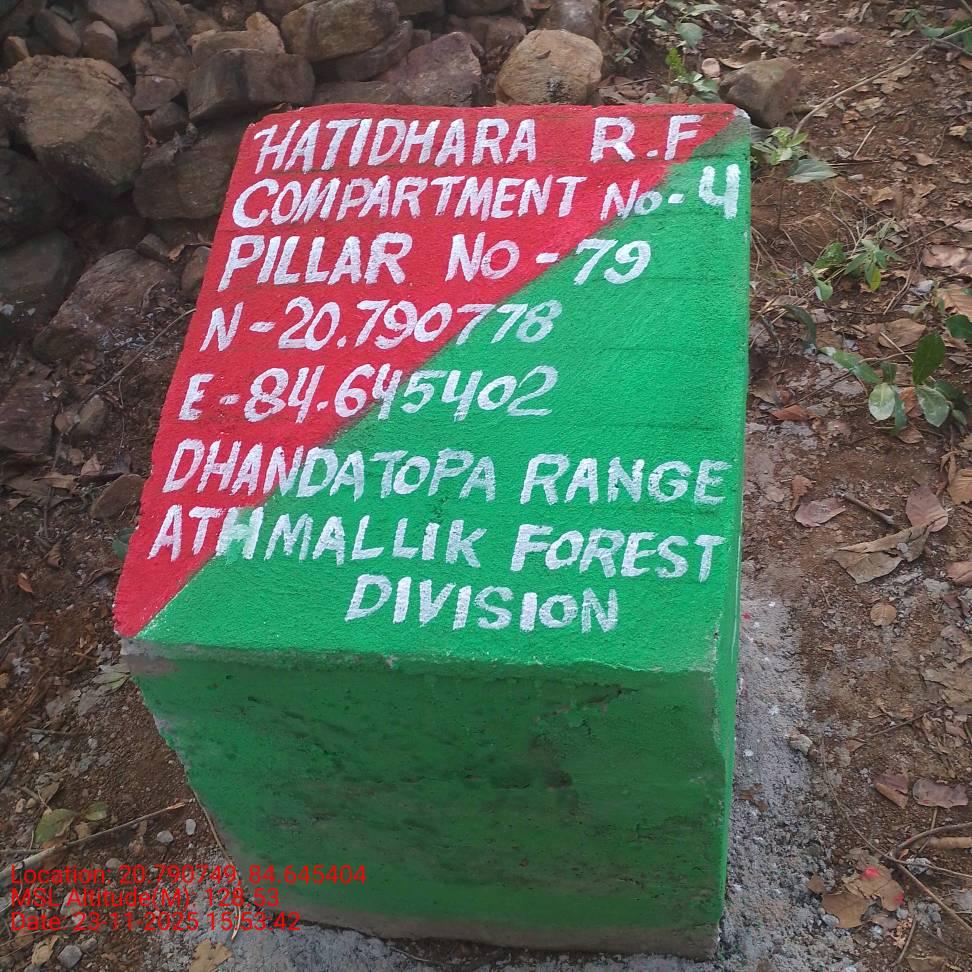 HATIDHARA R.F
COMPARTMENT No-4
PILLAR No-79
N-20.790778
E-84.645402
DHANDATOPA RANGE
ATHMALLIK FOREST
DIVISION
Location: 20.790749, 84.645404
MSL Altitude(M): 128.53
Date: 23-11-2025 15:53:42